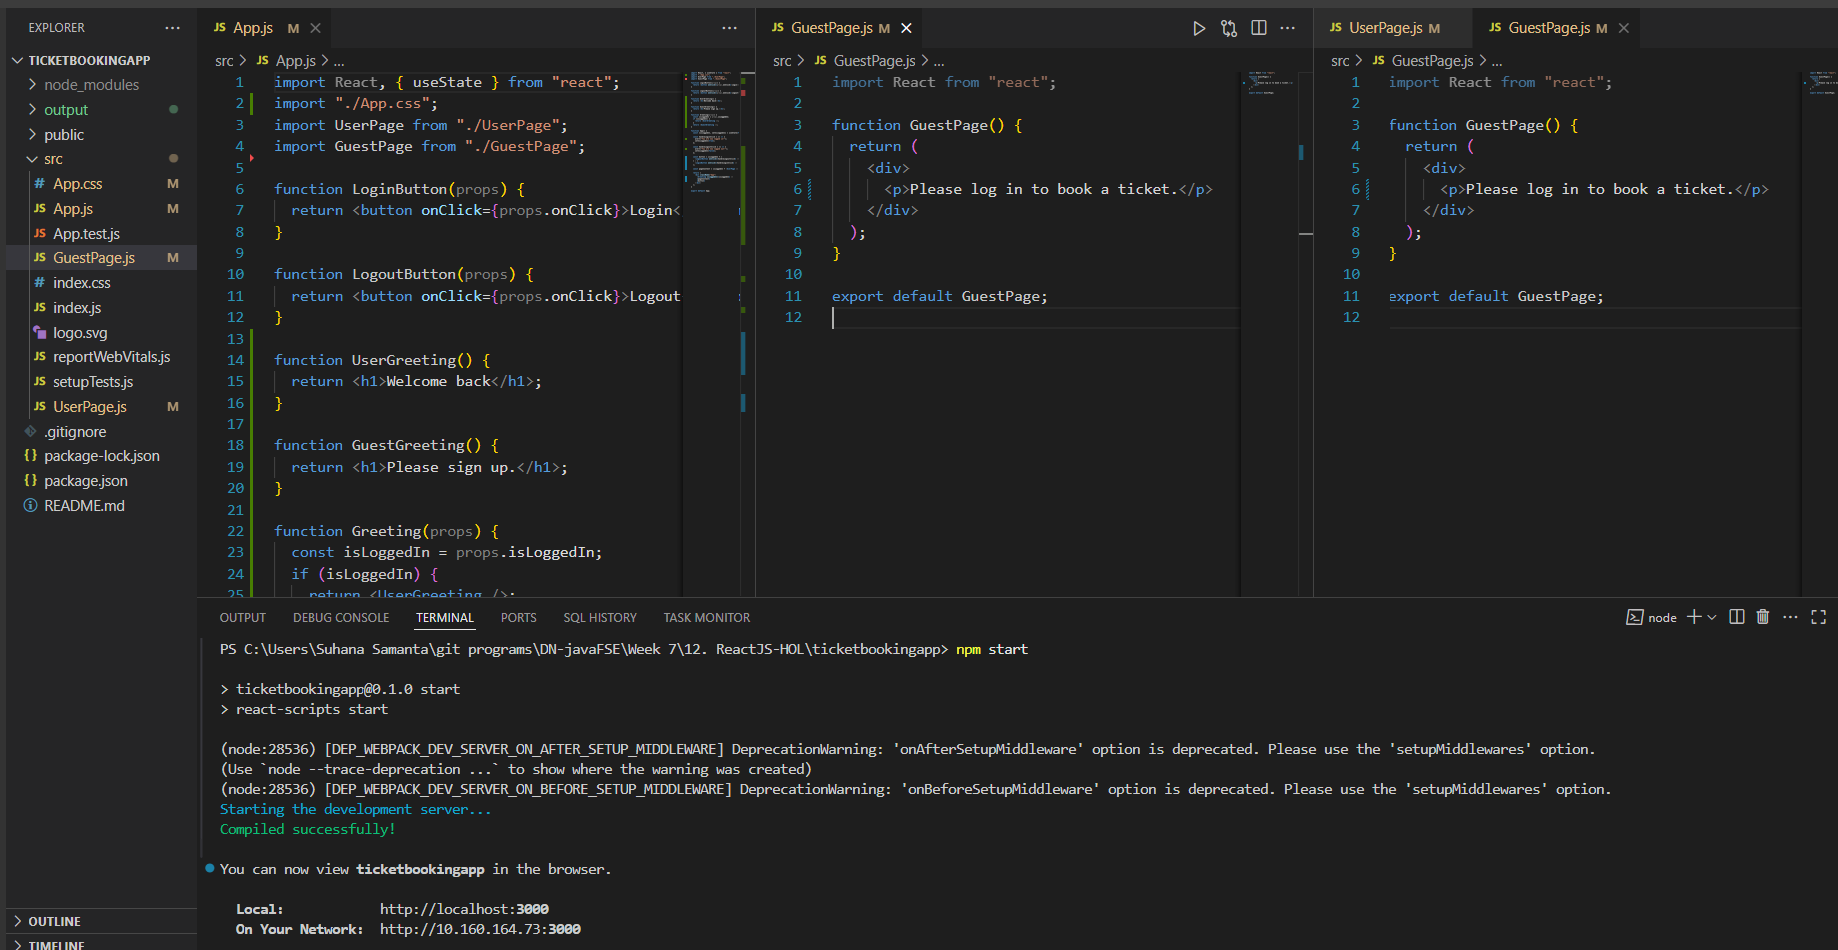 EXPLORER
TICKETBOOKINGAPP
node_modules
output
public
src
# App.css M
JS App.js M
JS App.test.js
JS GuestPage.js M
# index.css
JS index.js
logo.svg
JS reportWebVitals.js
JS setupTests.js
JS UserPage.js M
.gitignore
{} package-lock.json
{} package.json
README.md
OUTLINE
TIMELINE
JS App.js M
src > JS App.js > ...
1 import React, { useState } from "react";
2 import "./App.css";
3 import UserPage from "./UserPage";
4 import GuestPage from "./GuestPage";
5
6 function LoginButton(props) {
7 return <button onClick={props.onClick}>Login<
8 }
9
10 function LogoutButton(props) {
11 return <button onClick={props.onClick}>Logout
12 }
13
14 function UserGreeting() {
15 return <h1>Welcome back</h1>;
16 }
17
18 function GuestGreeting() {
19 return <h1>Please sign up.</h1>;
20 }
21
22 function Greeting(props) {
23 const isLoggedIn = props.isLoggedIn;
24 if (isLoggedIn) {
25 return <UserGreeting />;
JS GuestPage.js M
src > JS GuestPage.js > ...
1 import React from "react";
2
3 function GuestPage() {
4 return (
5 <div>
6 <p>Please log in to book a ticket.</p>
7 </div>
8 );
9 }
10
11 export default GuestPage;
12
JS UserPage.js M JS GuestPage.js M
src > JS GuestPage.js > ...
1 import React from "react";
2
3 function GuestPage() {
4 return (
5 <div>
6 <p>Please log in to book a ticket.</p>
7 </div>
8 );
9 }
10
11 export default GuestPage;
12
OUTPUT DEBUG CONSOLE TERMINAL PORTS SQL HISTORY TASK MONITOR
node
PS C:\Users\Suhana Samanta\git programs\DN-javaFSE\Week 7\12. ReactJS-HOL\ticketbookingapp> npm start
> ticketbookingapp@0.1.0 start
> react-scripts start
(node:28536) [DEP_WEBPACK_DEV_SERVER_ON_AFTER_SETUP_MIDDLEWARE] DeprecationWarning: 'onAfterSetupMiddleware' option is deprecated. Please use the 'setupMiddlewares' option.
(Use `node --trace-deprecation ...` to show where the warning was created)
(node:28536) [DEP_WEBPACK_DEV_SERVER_ON_BEFORE_SETUP_MIDDLEWARE] DeprecationWarning: 'onBeforeSetupMiddleware' option is deprecated. Please use the 'setupMiddlewares' option.
Starting the development server...
Compiled successfully!
You can now view ticketbookingapp in the browser.
Local: http://localhost:3000
On Your Network: http://10.160.164.73:3000